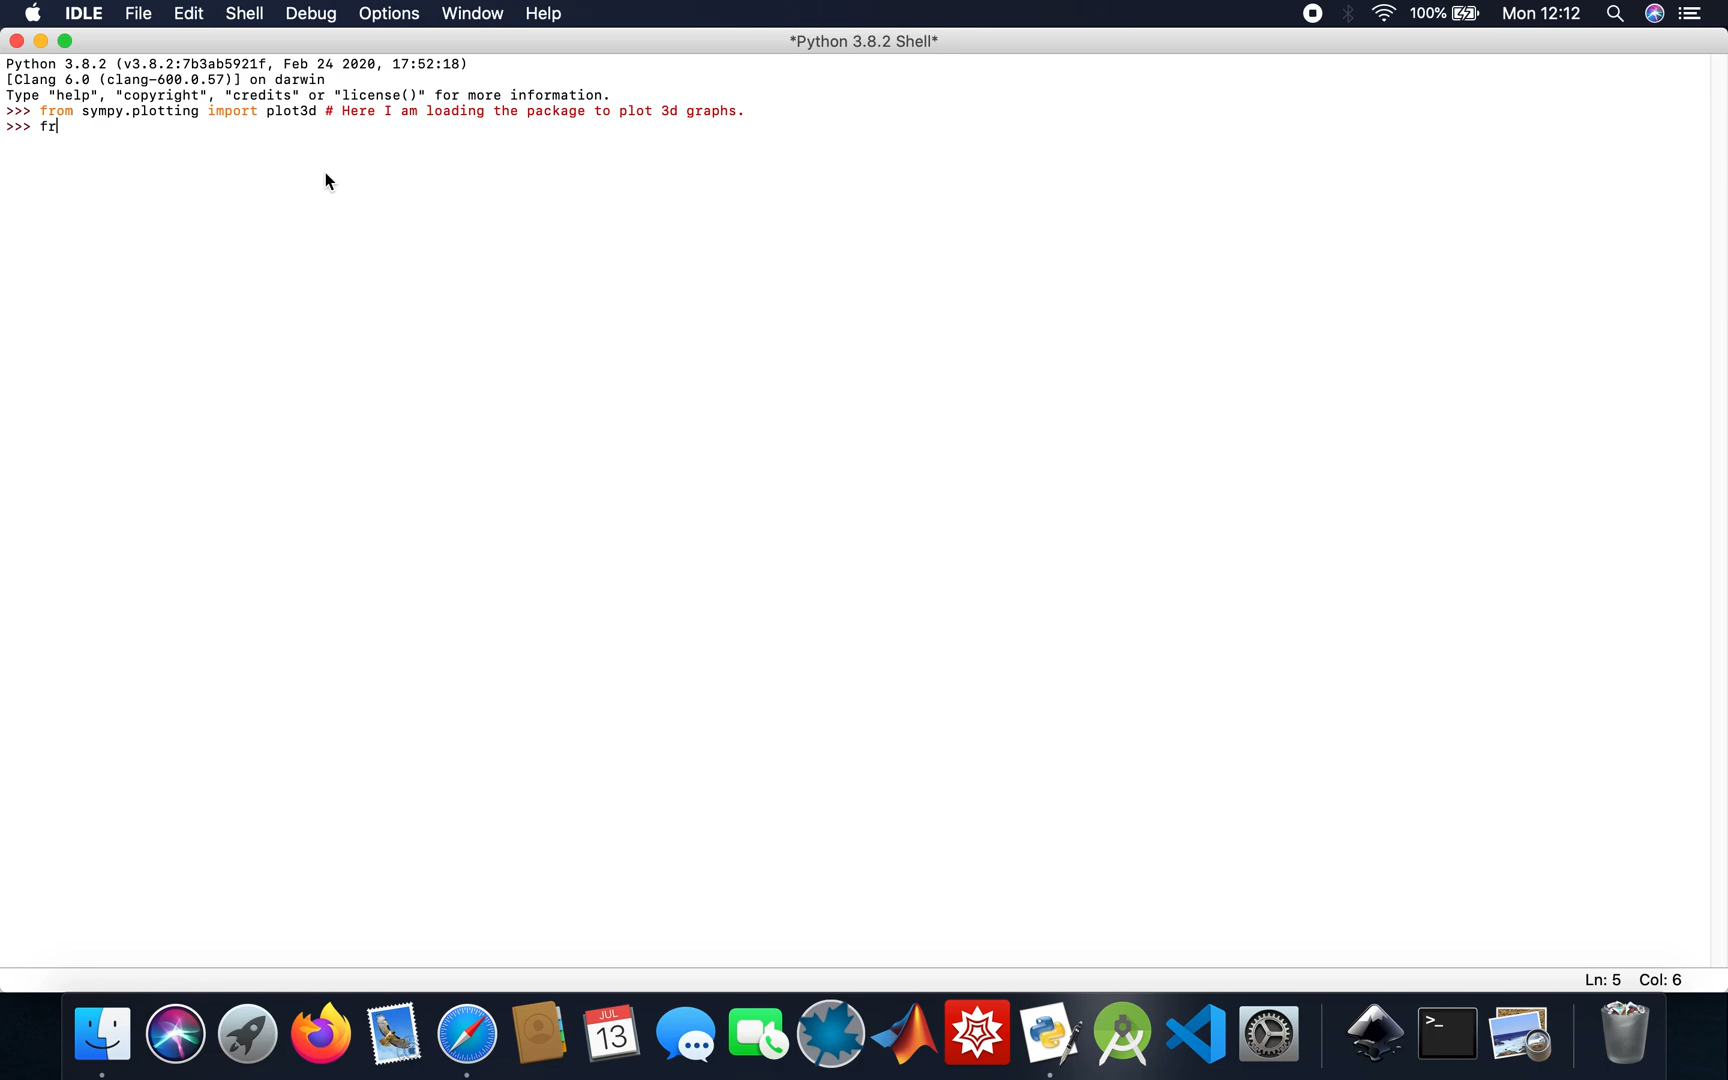 IDLE File Edit Shell Debug Options Window Help 100% Mon 12:12
*Python 3.8.2 Shell*
Python 3.8.2 (v3.8.2:7b3ab5921f, Feb 24 2020, 17:52:18)
[Clang 6.0 (clang-600.0.57)] on darwin
Type "help", "copyright", "credits" or "license()" for more information.
>>> from sympy.plotting import plot3d # Here I am loading the package to plot 3d graphs.
>>> fr
Ln: 5 Col: 6
JUL
13
>_